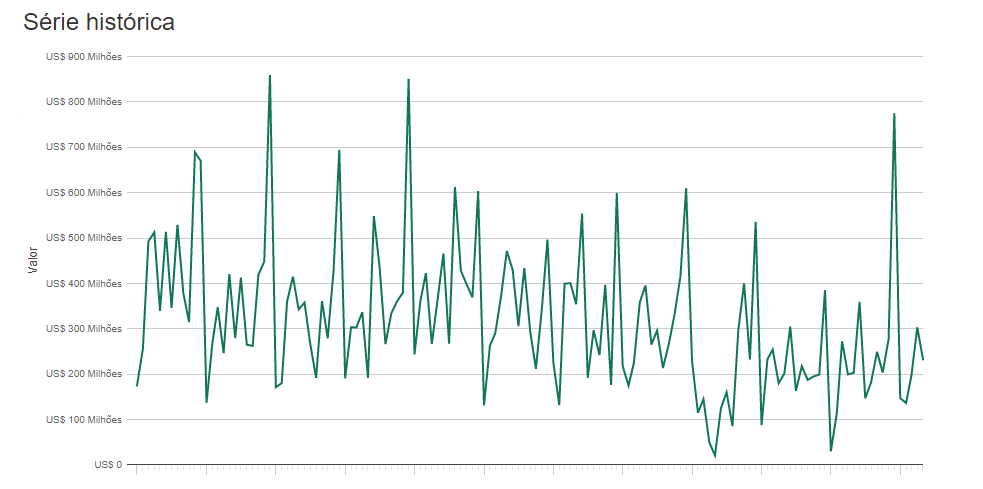 Série histórica
US$ 900 Milhões
US$ 800 Milhões
US$ 700 Milhões
US$ 600 Milhões
US$ 500 Milhões
US$ 400 Milhões
US$ 300 Milhões
US$ 200 Milhões
US$ 100 Milhões
US$ 0
Valor